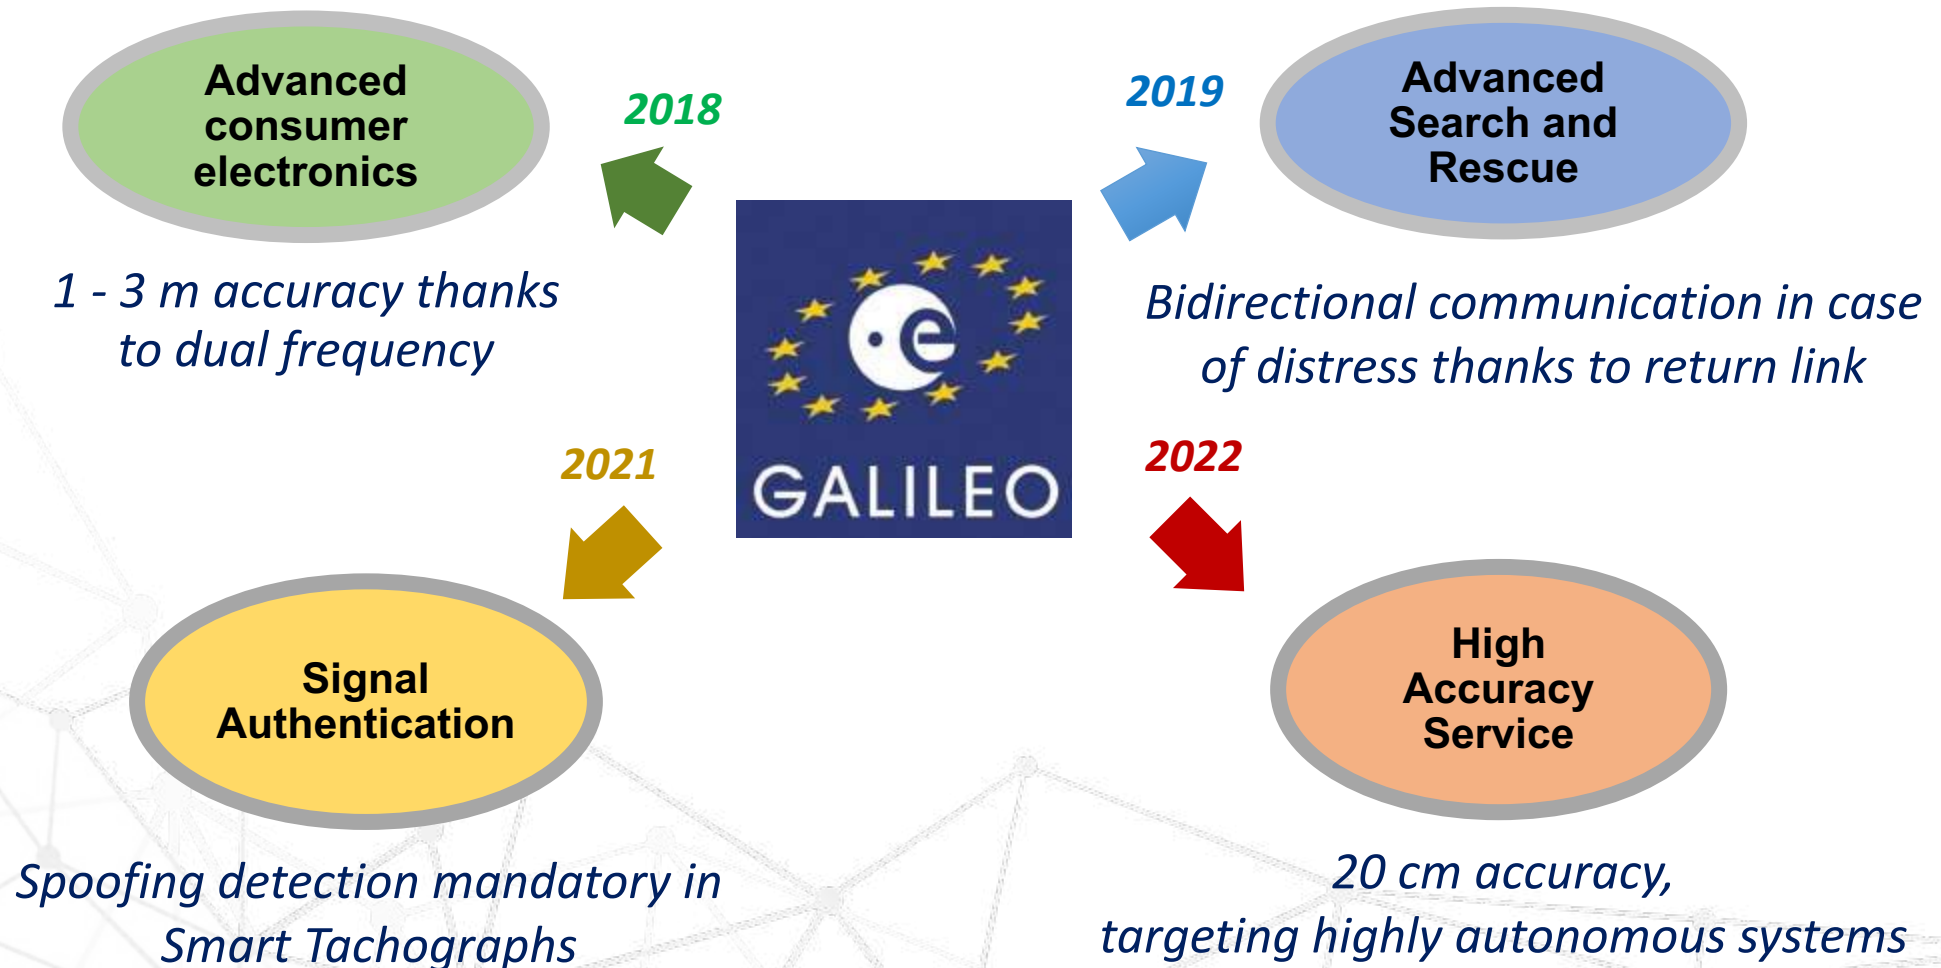 Advanced
consumer
electronics
2018
1 - 3 m accuracy thanks
to dual frequency
2019
Advanced
Search and
Rescue
Bidirectional communication in case
of distress thanks to return link
e
GALILEO
2021
Signal
Authentication
Spoofing detection mandatory in
Smart Tachographs
2022
High
Accuracy
Service
20 cm accuracy,
targeting highly autonomous systems